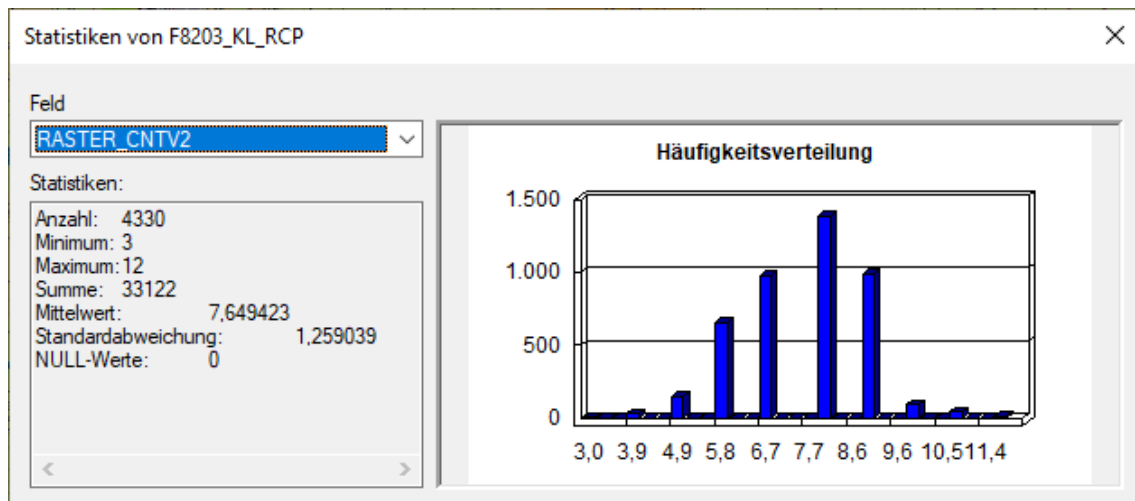 Statistiken von F8203_KL_RCP
Feld
RASTER_CNTV2
Statistiken:
Anzahl: 4330
Minimum: 3
Maximum: 12
Summe: 33122
Mittelwert: 7,649423
Standardabweichung: 1,259039
NULL-Werte: 0
Häufigkeitsverteilung
1.500
1.000
500
0
3,0 3,9 4,9 5,8 6,7 7,7 8,6 9,6 10,5 11,4